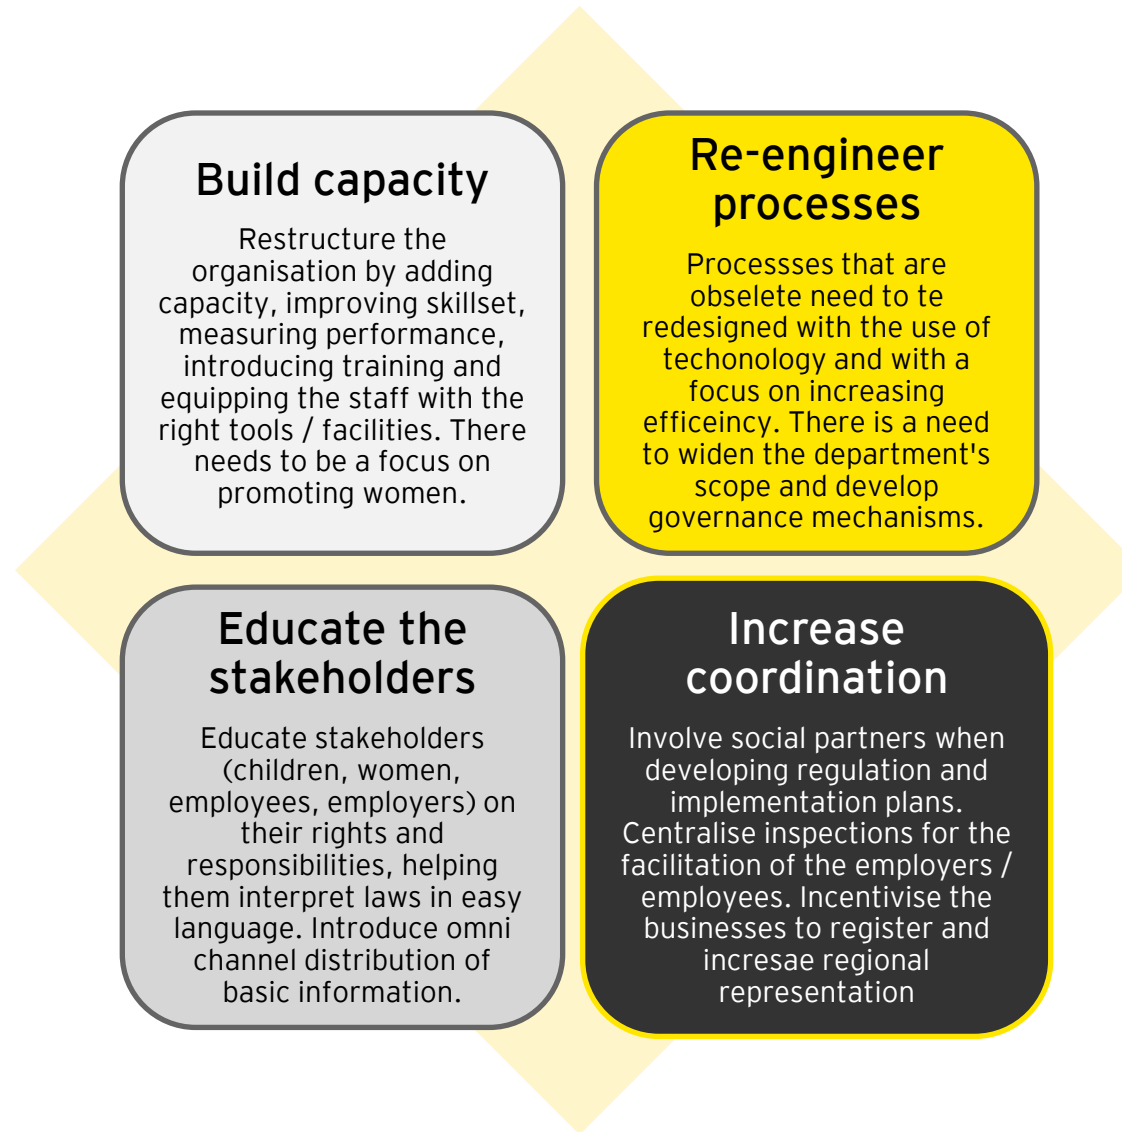 Build capacity
Restructure the
organisation by adding
capacity, improving skillset,
measuring performance,
introducing training and
equipping the staff with the
right tools / facilities. There
needs to be a focus on
promoting women.
Re-engineer
processes
Processses that are
obselete need to te
redesigned with the use of
techonology and with a
focus on increasing
efficeincy. There is a need
to widen the department's
scope and develop
governance mechanisms.
Educate the
stakeholders
Educate stakeholders
(children, women,
employees, employers) on
their rights and
responsibilities, helping
them interpret laws in easy
language. Introduce omni
channel distribution of
basic information.
Increase
coordination
Involve social partners when
developing regulation and
implementation plans.
Centralise inspections for the
facilitation of the employers /
employees. Incentivise the
businesses to register and
incresae regional
representation